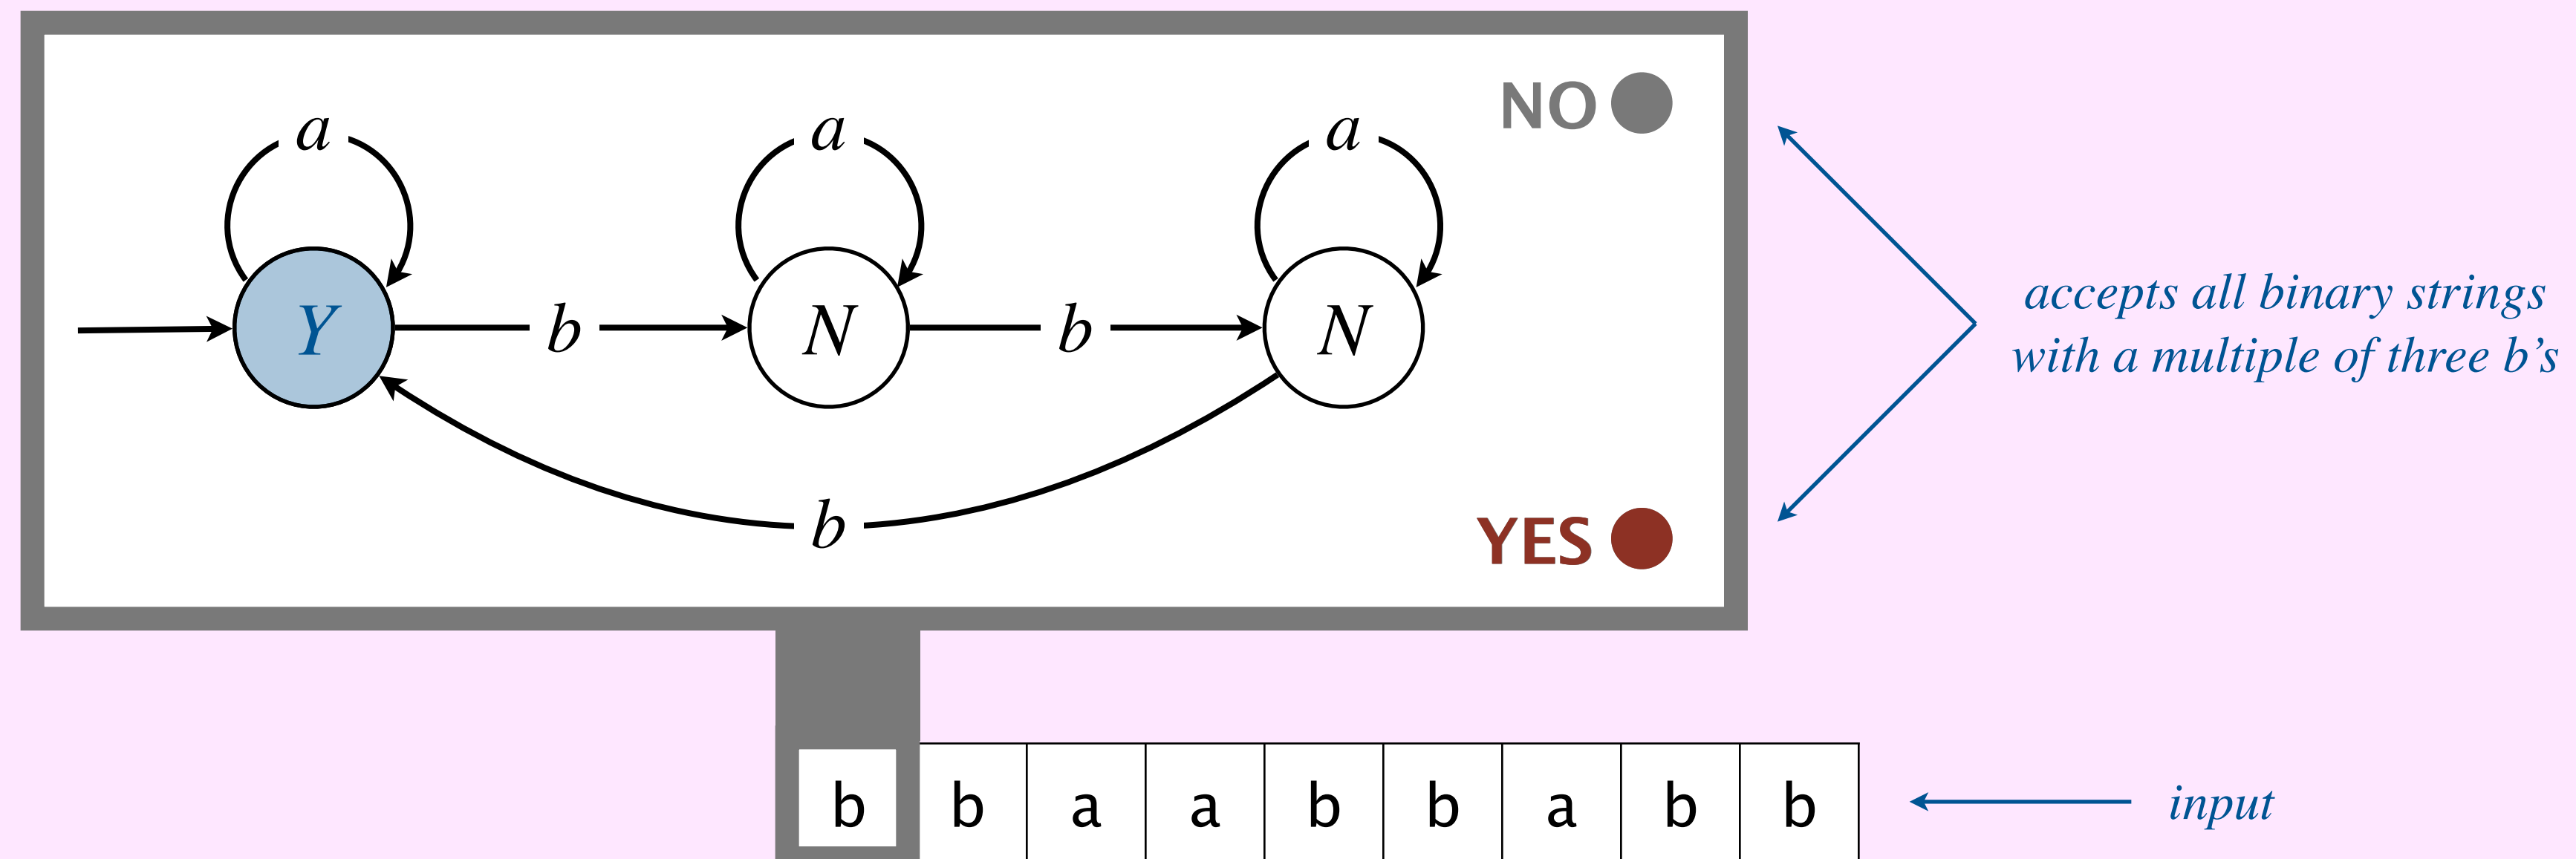 NO
a a a
Y b N b N
accepts all binary strings
with a multiple of three b's
b
YES
b b a a b b a b b
input